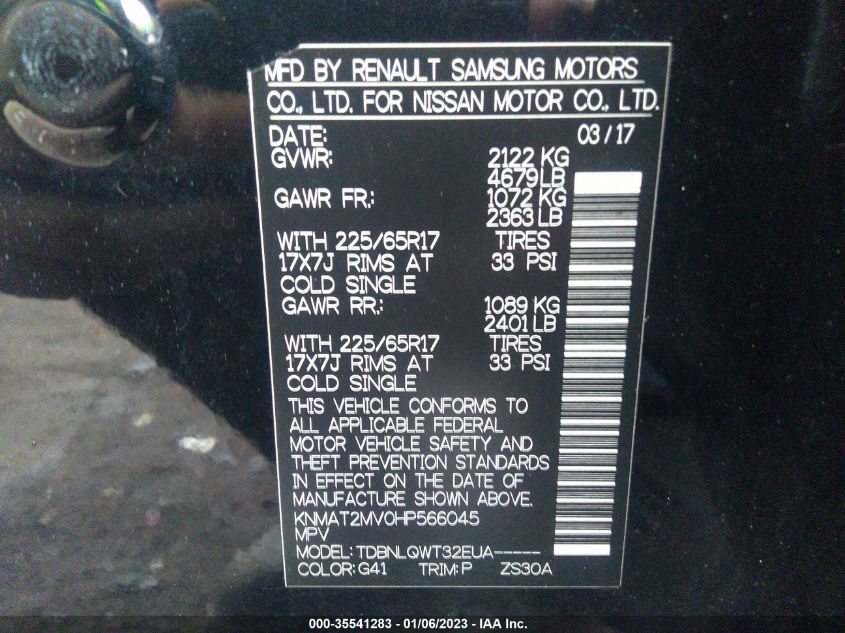 MFD BY RENAULT SAMSUNG MOTORS
CO., LTD. FOR NISSAN MOTOR CO., LTD.
DATE: 03/17
GVWR: 2122 KG
4679 LB
GAWR FR.: 1072 KG
2363 LB
WITH 225/65R17 TIRES
17X7J RIMS AT 33 PSI
COLD SINGLE
GAWR RR.: 1089 KG
2401 LB
WITH 225/65R17 TIRES
17X7J RIMS AT 33 PSI
COLD SINGLE
THIS VEHICLE CONFORMS TO
ALL APPLICABLE FEDERAL
MOTOR VEHICLE SAFETY AND
THEFT PREVENTION STANDARDS
IN EFFECT ON THE DATE OF
MANUFACTURE SHOWN ABOVE.
KNMAT2MV0HP566045
MPV
MODEL: TDBNLQWT32EUA-----
COLOR: G41 TRIM: P ZS30A
000-35541283 - 01/06/2023 - IAA Inc.